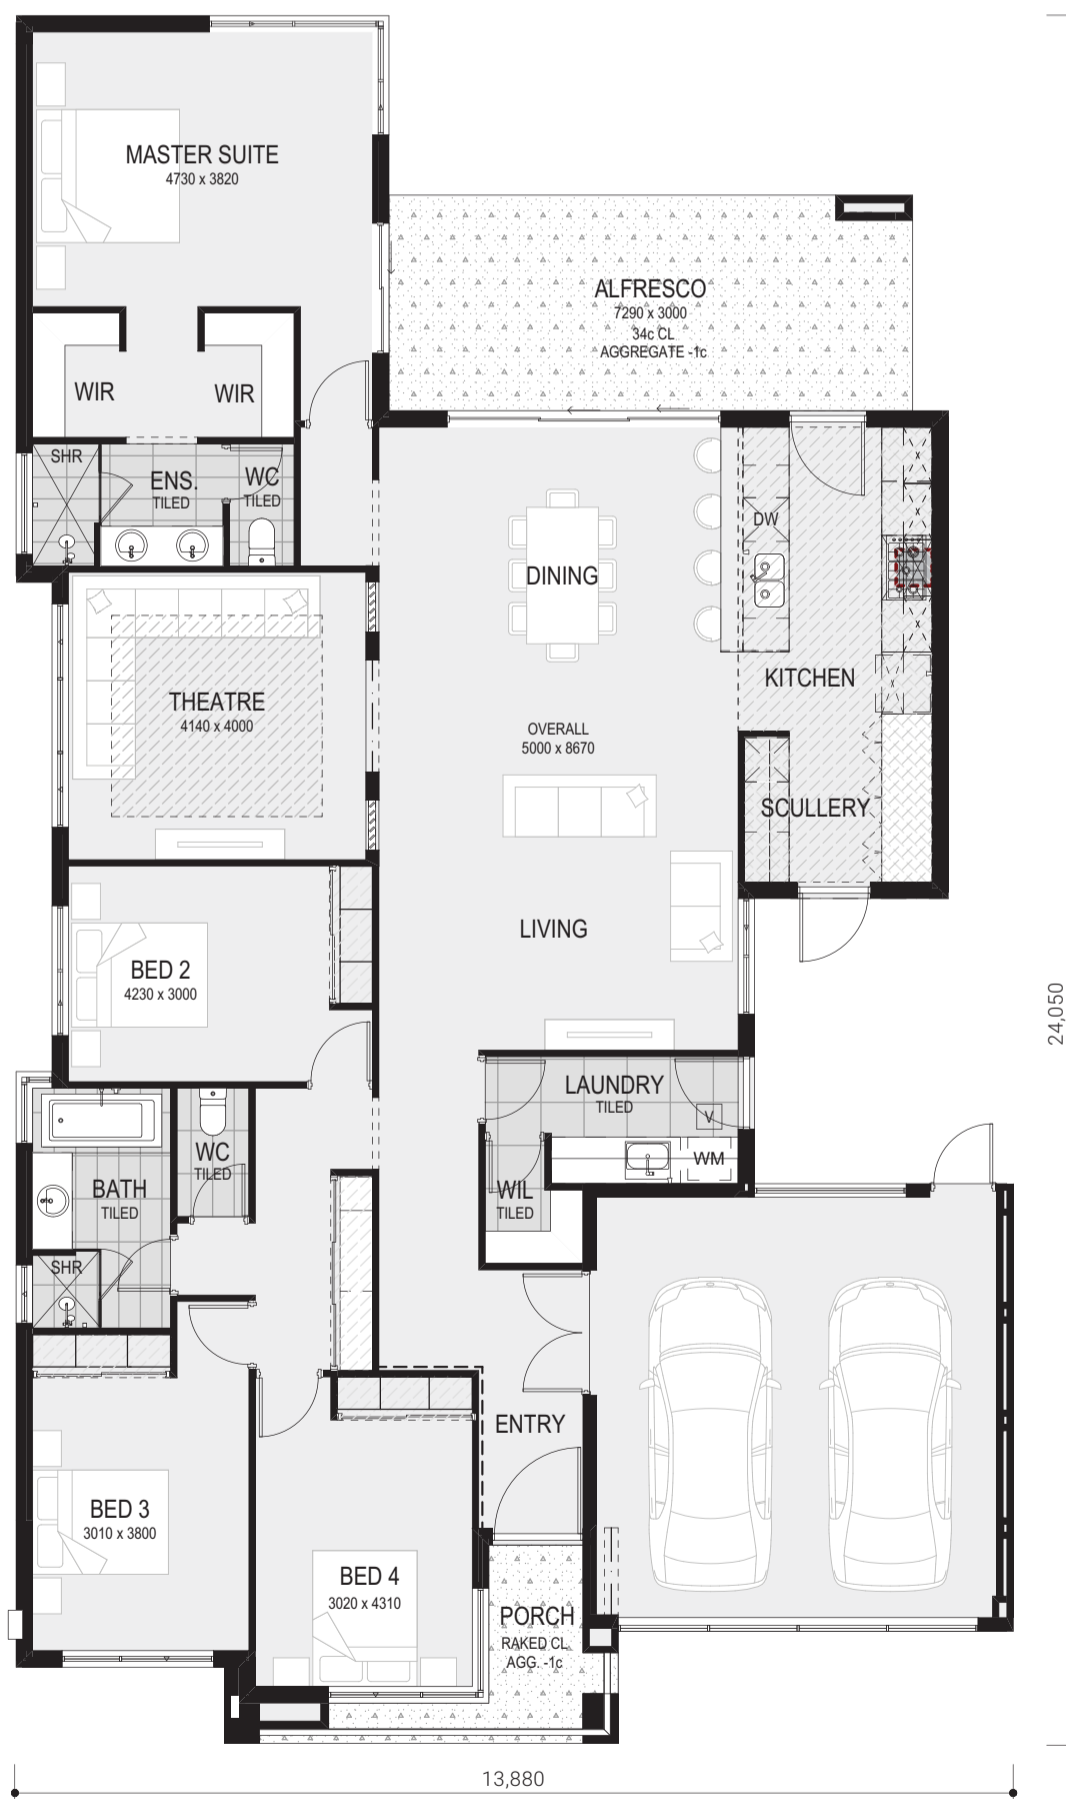 MASTER SUITE
4730 x 3820
ALFRESCO
7290 x 3000
34c CL
AGGREGATE -1c
WIR
WIR
SHR
ENS.
TILED
WC
TILED
DW
DINING
KITCHEN
THEATRE
4140 x 4000
OVERALL
5000 x 8670
SCULLERY
LIVING
BED 2
4230 x 3000
24,050
LAUNDRY
TILED
V
WM
WC
TILED
BATH
TILED
WIL
TILED
SHR
ENTRY
BED 3
3010 x 3800
BED 4
3020 x 4310
PORCH
RAKED CL
AGG. -1c
13,880